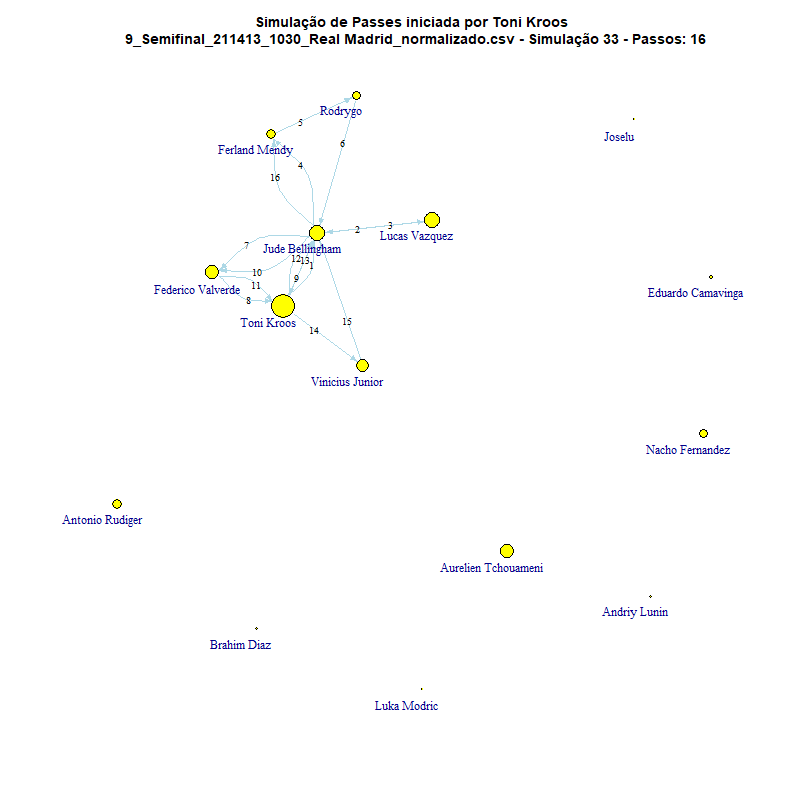 Simulação de Passes iniciada por Toni Kroos
9_Semifinal_211413_1030_Real Madrid_normalizado.csv - Simulação 33 - Passos: 16
Rodrygo
5
Joselu
Ferland Mendy
6
4
16
2
3
Lucas Vazquez
7
Jude Bellingham
12
13
1
10
9
11
Federico Valverde
8
Eduardo Camavinga
Toni Kroos
15
14
Vinicius Junior
Nacho Fernandez
Antonio Rudiger
Aurelien Tchouameni
Andriy Lunin
Brahim Diaz
Luka Modric